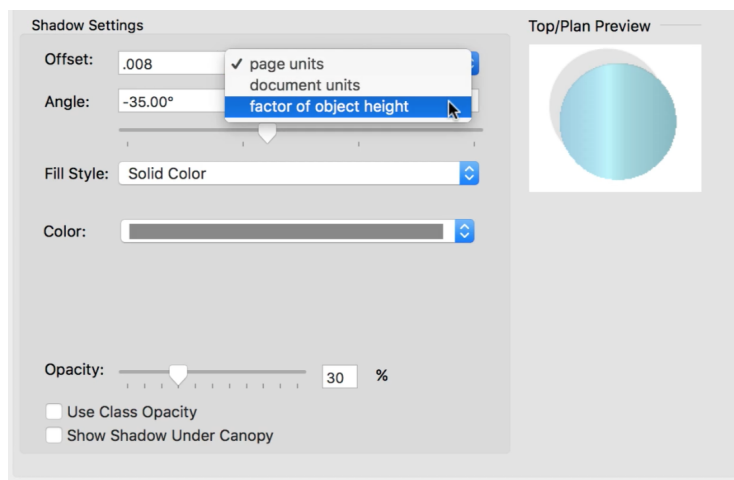 Shadow Settings
Top/Plan Preview
Offset: .008
✓ page units
document units
factor of object height
Angle: -35.00°
Fill Style: Solid Color
Color:
Opacity: 30 %
Use Class Opacity
Show Shadow Under Canopy